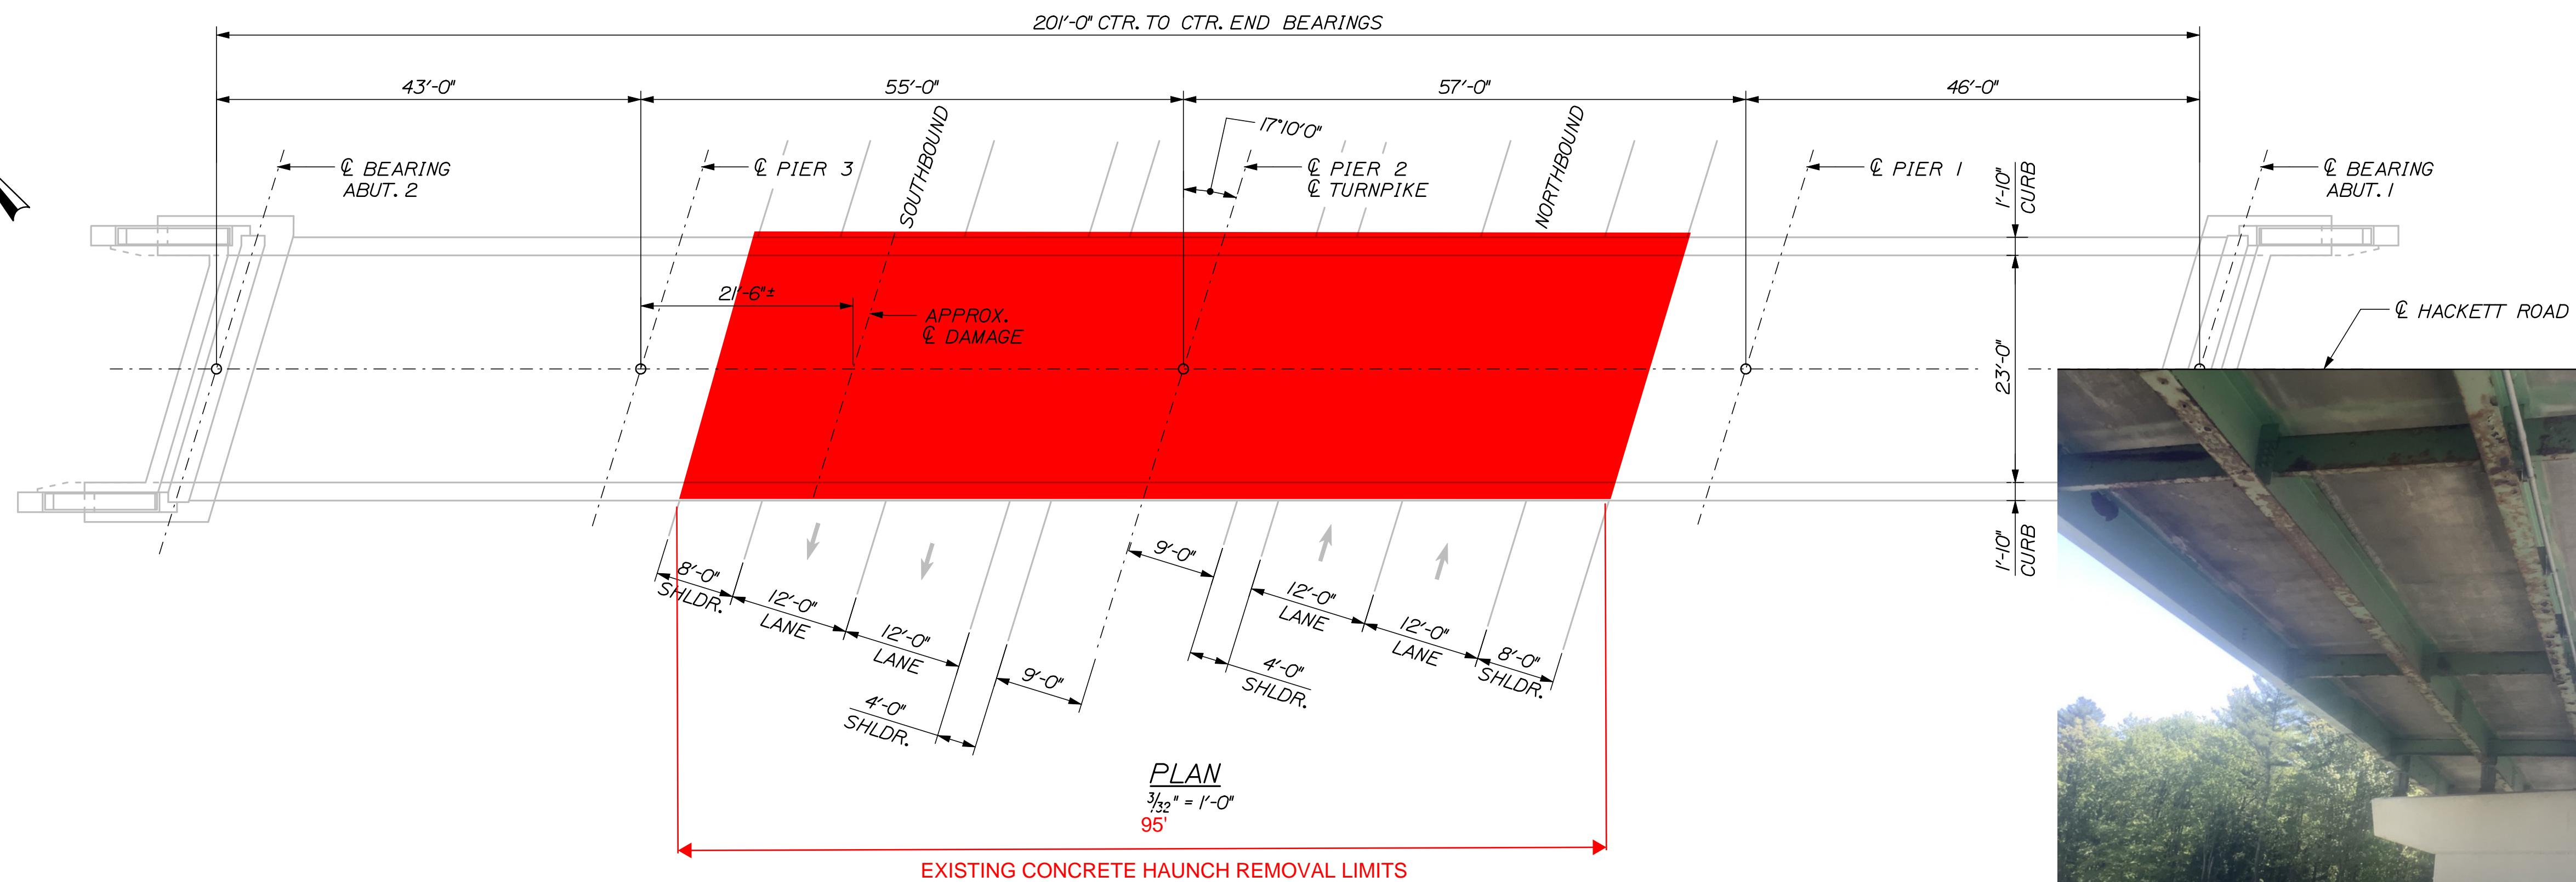 201'-0" CTR. TO CTR. END BEARINGS
43'-0"
55'-0"
57'-0"
46'-0"
℄ BEARING
ABUT. 2
℄ PIER 3
SOUTHBOUND
17°10'0"
℄ PIER 2
℄ TURNPIKE
NORTHBOUND
℄ PIER 1
1'-10"
CURB
℄ BEARING
ABUT. 1
21'-6"±
APPROX.
℄ DAMAGE
℄ HACKETT ROAD
23'-0"
1'-10"
CURB
8'-0"
SHLDR.
12'-0"
LANE
12'-0"
LANE
4'-0"
SHLDR.
9'-0"
9'-0"
4'-0"
SHLDR.
12'-0"
LANE
12'-0"
LANE
8'-0"
SHLDR.
PLAN
3/32" = 1'-0"
95'
EXISTING CONCRETE HAUNCH REMOVAL LIMITS